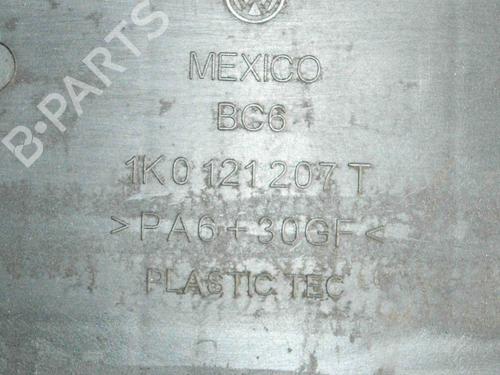 MEXICO
BC6
1K0 121 207 T
>PA6+30GF<
PLASTIC TEC
B-PARTS